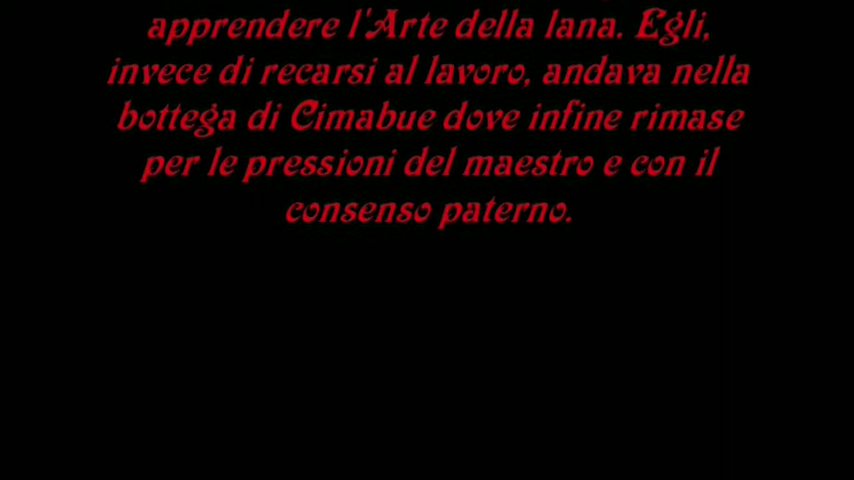 apprendere l'Arte della lana. Egli,
invece di recarsi al lavoro, andava nella
bottega di Cimabue dove infine rimase
per le pressioni del maestro e con il
consenso paterno.